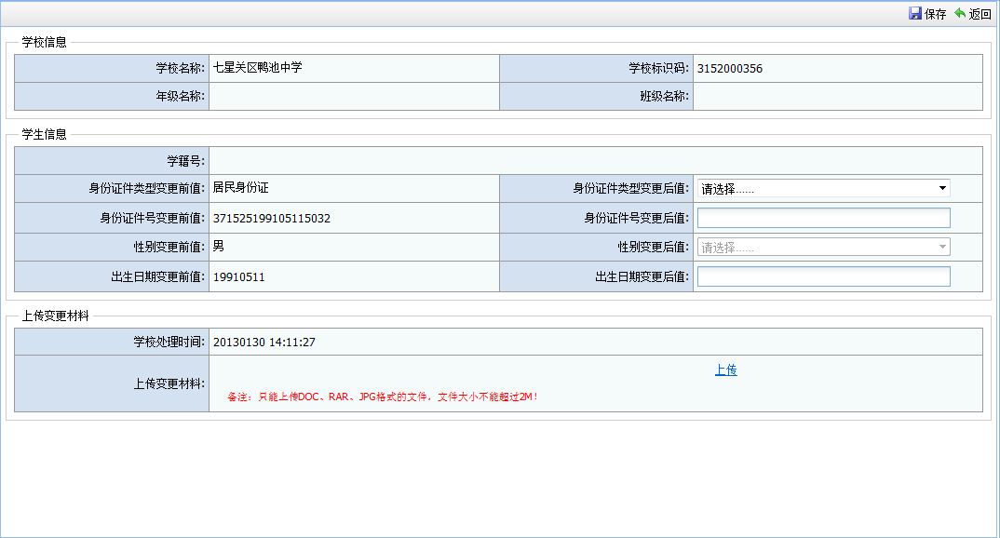 保存 返回
学校信息
学校名称: 七星关区鸭池中学 学校标识码: 3152000356
年级名称: 班级名称:
学生信息
学籍号:
身份证件类型变更前值: 居民身份证 身份证件类型变更后值: 请选择......
身份证件号变更前值: 371525199105115032 身份证件号变更后值:
性别变更前值: 男 性别变更后值: 请选择......
出生日期变更前值: 19910511 出生日期变更后值:
上传变更材料
学校处理时间: 20130130 14:11:27
上传变更材料: 上传
备注：只能上传DOC、RAR、JPG格式的文件，文件大小不能超过2M！